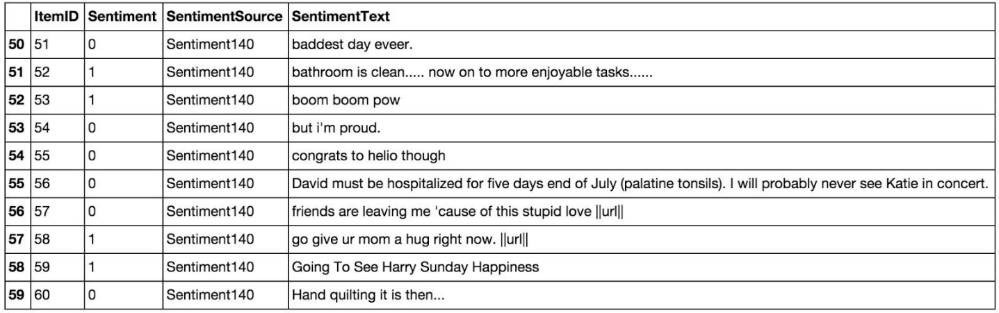 ItemID Sentiment SentimentSource SentimentText
50 51 0 Sentiment140 baddest day eveer.
51 52 1 Sentiment140 bathroom is clean..... now on to more enjoyable tasks......
52 53 1 Sentiment140 boom boom pow
53 54 0 Sentiment140 but i'm proud.
54 55 0 Sentiment140 congrats to helio though
55 56 0 Sentiment140 David must be hospitalized for five days end of July (palatine tonsils). I will probably never see Katie in concert.
56 57 0 Sentiment140 friends are leaving me 'cause of this stupid love ||url||
57 58 1 Sentiment140 go give ur mom a hug right now. ||url||
58 59 1 Sentiment140 Going To See Harry Sunday Happiness
59 60 0 Sentiment140 Hand quilting it is then...